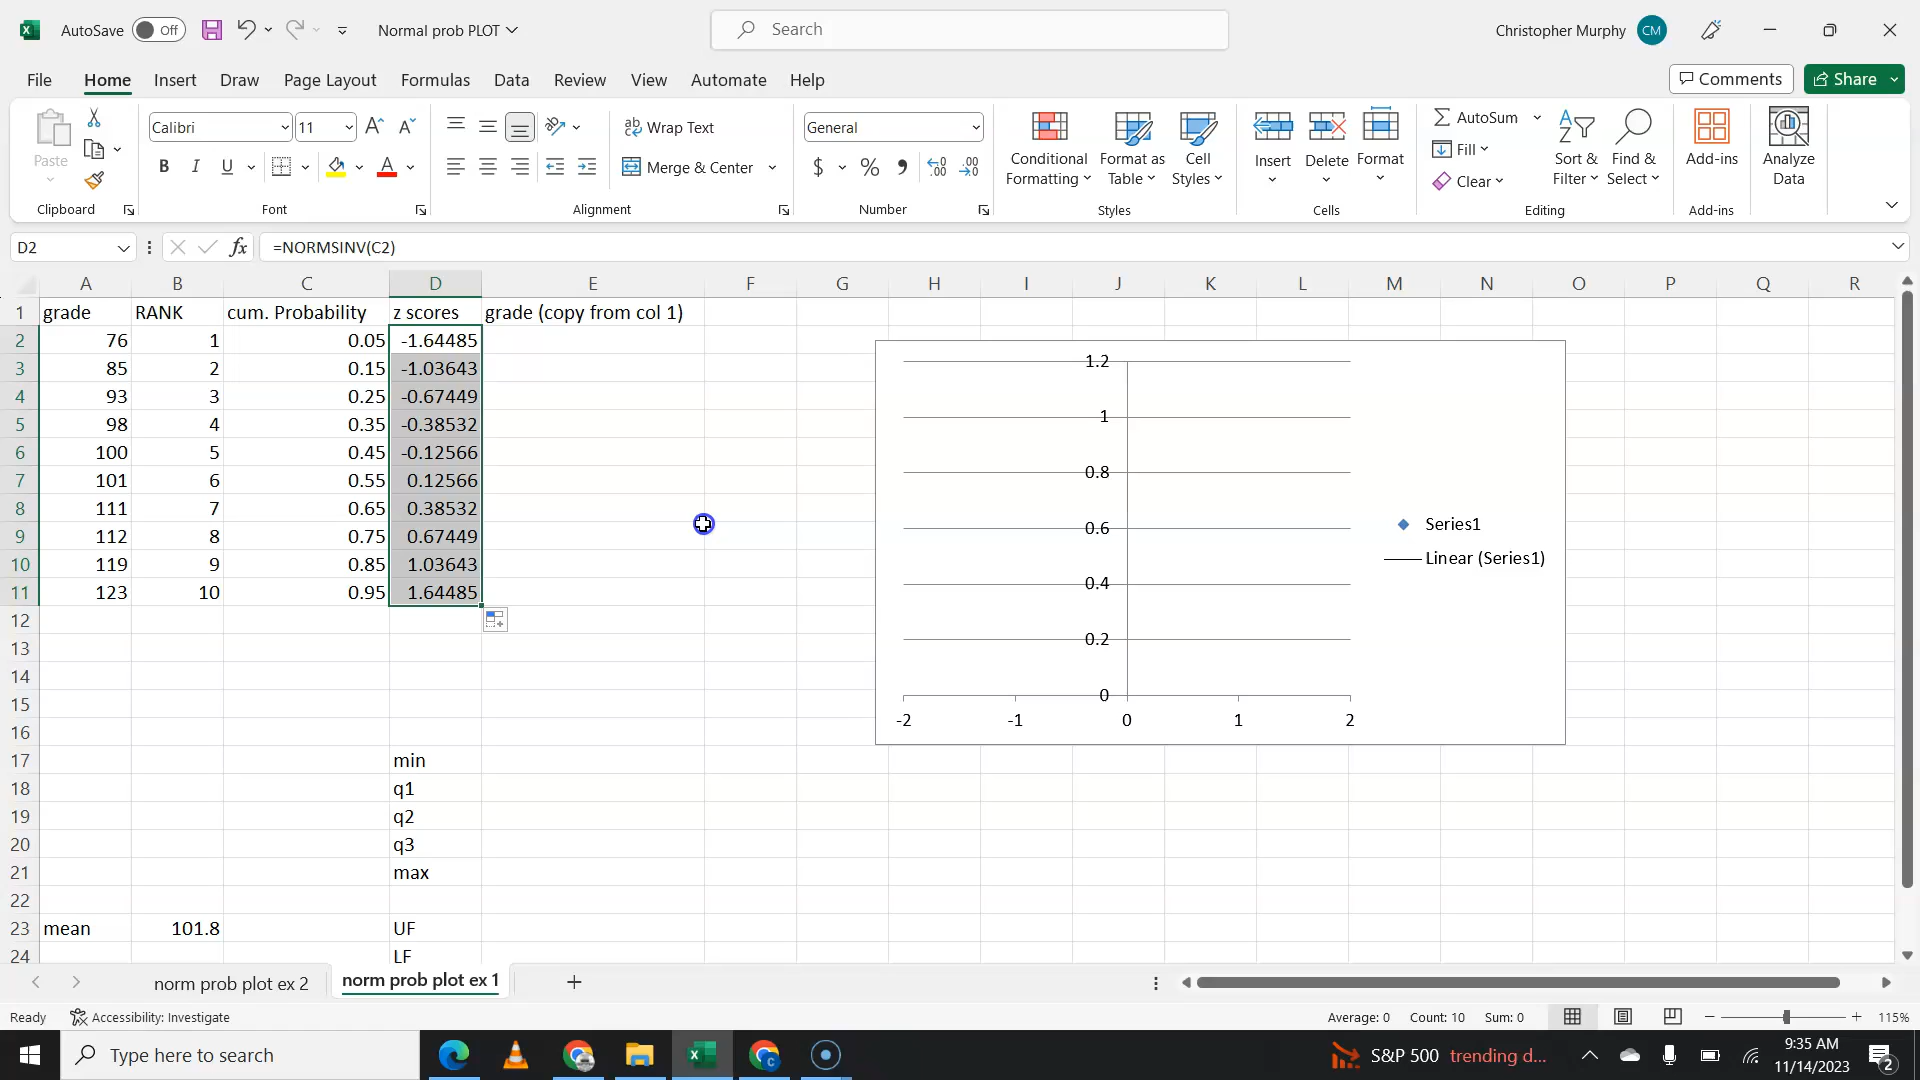 AutoSave Off Normal prob PLOT Search Christopher Murphy CM
File Home Insert Draw Page Layout Formulas Data Review View Automate Help Comments Share
Paste Calibri 11 Wrap Text General Conditional Formatting Format as Table Cell Styles Insert Delete Format AutoSum Fill Clear Sort & Filter Find & Select Add-ins Analyze Data
B I U Merge & Center $ %
Clipboard Font Alignment Number Styles Cells Editing Add-ins
D2 fx =NORMSINV(C2)
A B C D E F G H I J K L M N O P Q R
1 grade RANK cum. Probability z scores grade (copy from col 1)
2 76 1 0.05 -1.64485
3 85 2 0.15 -1.03643
4 93 3 0.25 -0.67449
5 98 4 0.35 -0.38532
6 100 5 0.45 -0.12566
7 101 6 0.55 0.12566
8 111 7 0.65 0.38532
9 112 8 0.75 0.67449
10 119 9 0.85 1.03643
11 123 10 0.95 1.64485
12
13
14
15
16
17 min
18 q1
19 q2
20 q3
21 max
22
23 mean 101.8 UF
24 LF
1.2
1
0.8
0.6
0.4
0.2
0
-2 -1 0 1 2
Series1
Linear (Series1)
norm prob plot ex 2 norm prob plot ex 1
Ready Accessibility: Investigate Average: 0 Count: 10 Sum: 0 115%
Type here to search S&P 500 trending d... 9:35 AM
11/14/2023 2